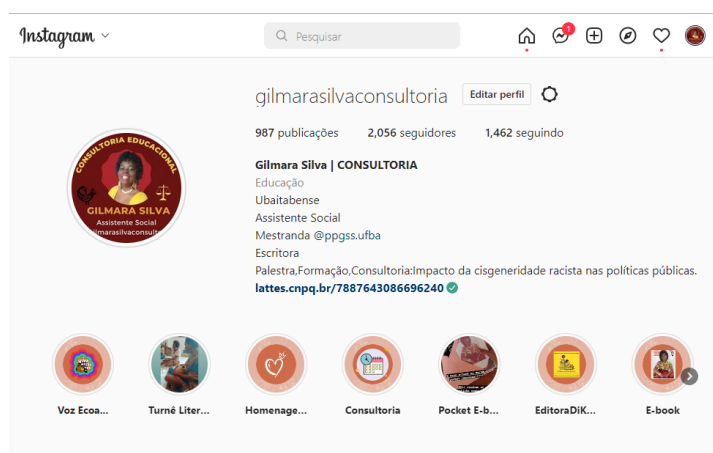 Instagram
Pesquisar
1
gilmarasilvaconsultoria
Editar perfil
987 publicações 2,056 seguidores 1,462 seguindo
Gilmara Silva | CONSULTORIA
Educação
Ubaitabense
Assistente Social
Mestranda @ppgss.ufba
Escritora
Palestra,Formação,Consultoria:Impacto da cisgeneridade racista nas políticas públicas.
lattes.cnpq.br/7887643086696240
CONSULTORIA EDUCACIONAL
GILMARA SILVA
Assistente Social
Voz Ecoa... Turnê Liter... Homenage... Consultoria Pocket E-b... EditoraDiK... E-book